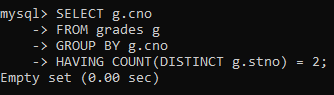 mysql> SELECT g.cno
    -> FROM grades g
    -> GROUP BY g.cno
    -> HAVING COUNT(DISTINCT g.stno) = 2;
Empty set (0.00 sec)